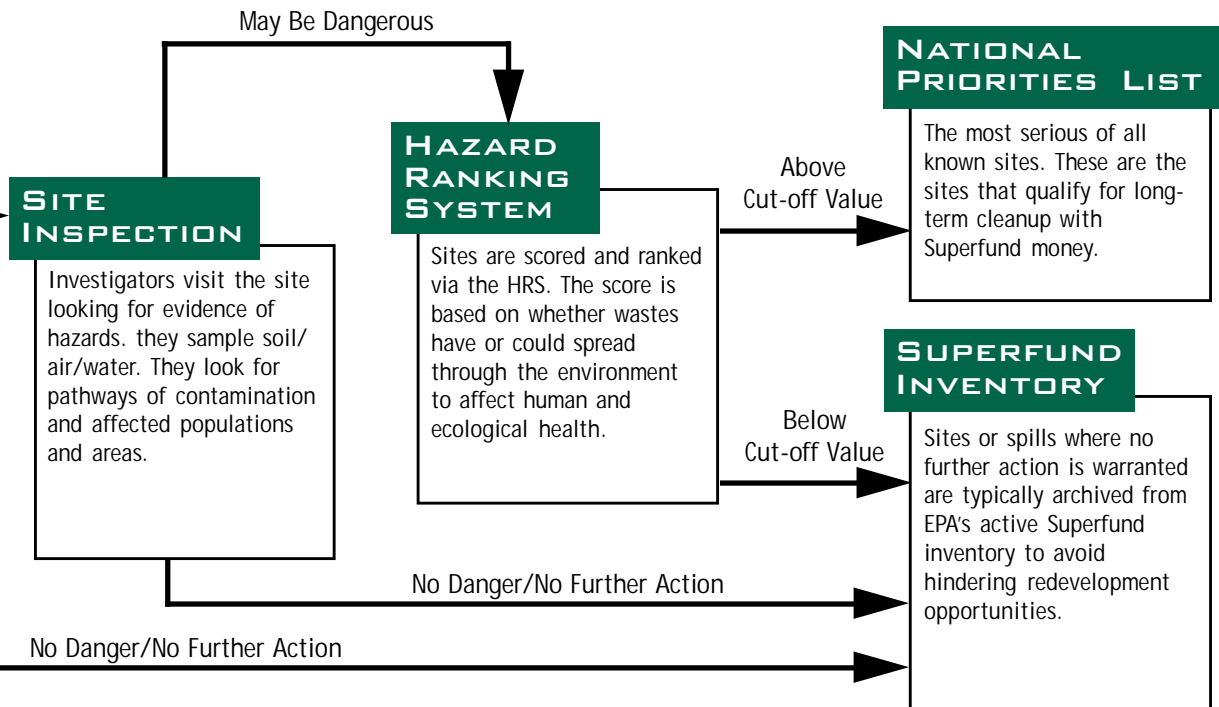 May Be Dangerous
SITE
INSPECTION
Investigators visit the site
looking for evidence of
hazards. they sample soil/
air/water. They look for
pathways of contamination
and affected populations
and areas.
HAZARD
RANKING
SYSTEM
Sites are scored and ranked
via the HRS. The score is
based on whether wastes
have or could spread
through the environment
to affect human and
ecological health.
Above
Cut-off Value
NATIONAL
PRIORITIES LIST
The most serious of all
known sites. These are the
sites that qualify for long-
term cleanup with
Superfund money.
Below
Cut-off Value
SUPERFUND
INVENTORY
Sites or spills where no
further action is warranted
are typically archived from
EPA's active Superfund
inventory to avoid
hindering redevelopment
opportunities.
No Danger/No Further Action
No Danger/No Further Action